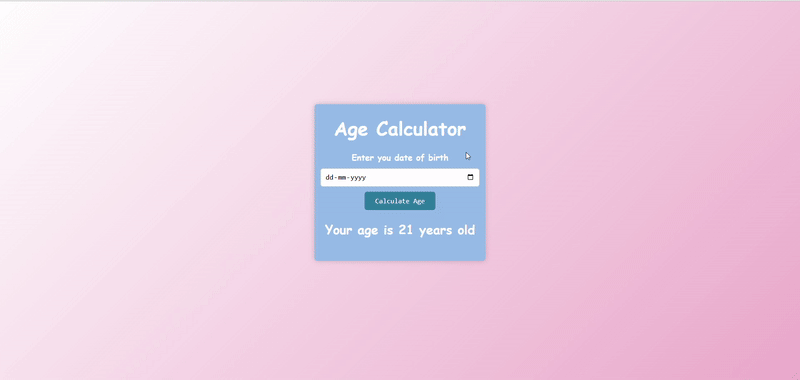 Age Calculator
Enter you date of birth
dd-mm-yyyy
Calculate Age
Your age is 21 years old